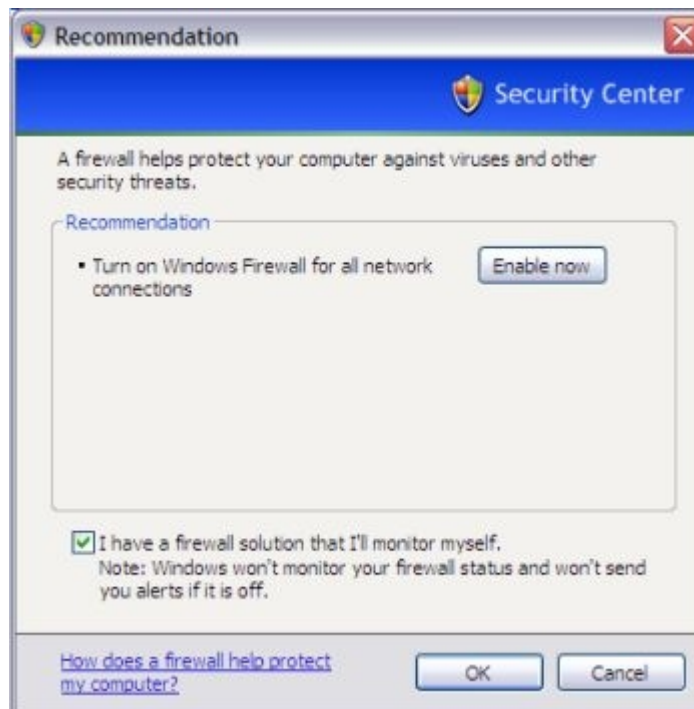 Recommendation
Security Center
A firewall helps protect your computer against viruses and other
security threats.
Recommendation
▪ Turn on Windows Firewall for all network
connections
Enable now
I have a firewall solution that I'll monitor myself.
Note: Windows won't monitor your firewall status and won't send
you alerts if it is off.
How does a firewall help protect
my computer?
OK
Cancel